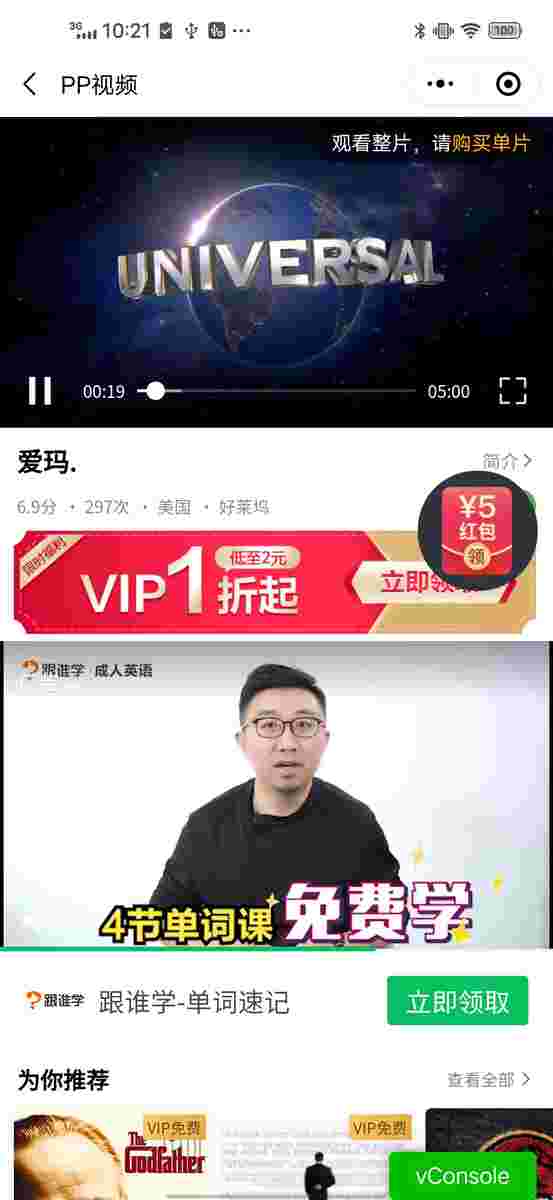 3G 10:21 ... 100
PP视频
观看整片，请购买单片
UNIVERSAL
00:19 05:00
爱玛.
简介
6.9分 · 297次 · 美国 · 好莱坞
¥5
红包
领
限时福利
低至2元
VIP1折起
立即领
跟谁学 成人英语
4节单词课 免费学
跟谁学 跟谁学-单词速记 立即领取
为你推荐 查看全部
VIP免费 VIP免费
The
Godfather
vConsole